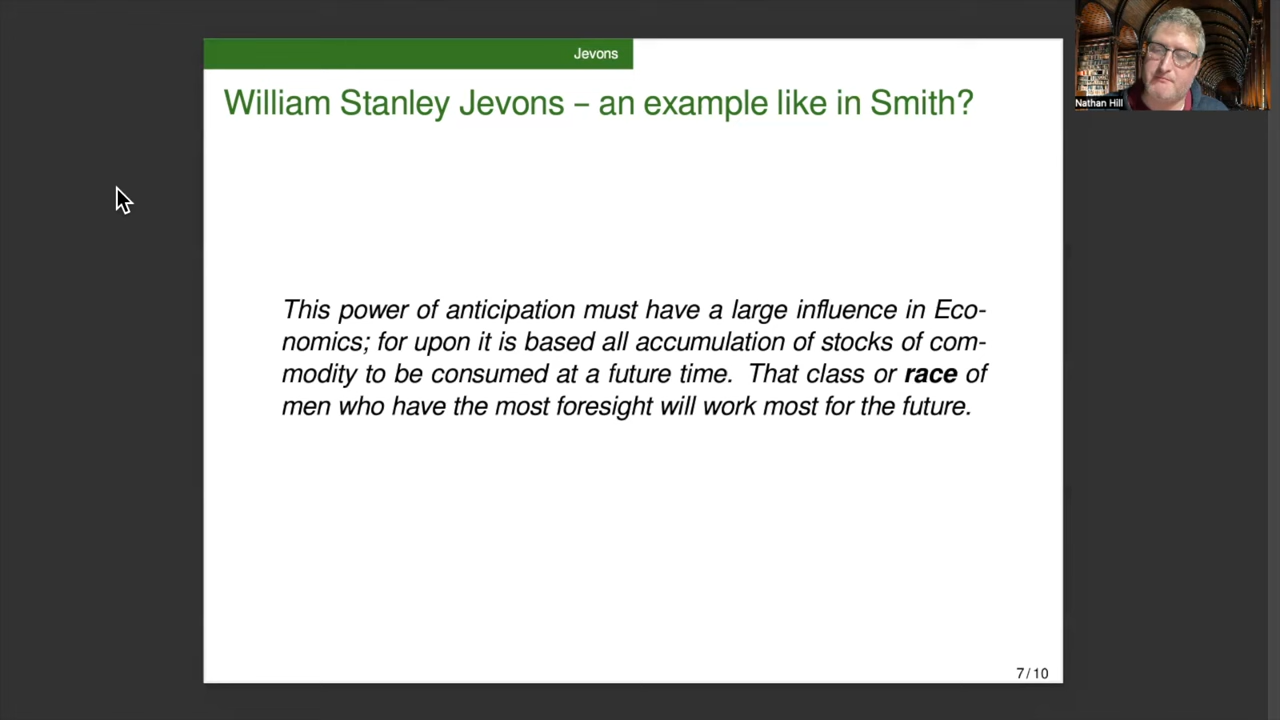 Jevons
William Stanley Jevons – an example like in Smith?
This power of anticipation must have a large influence in Eco-
nomics; for upon it is based all accumulation of stocks of com-
modity to be consumed at a future time. That class or race of
men who have the most foresight will work most for the future.
7 / 10
Nathan Hill